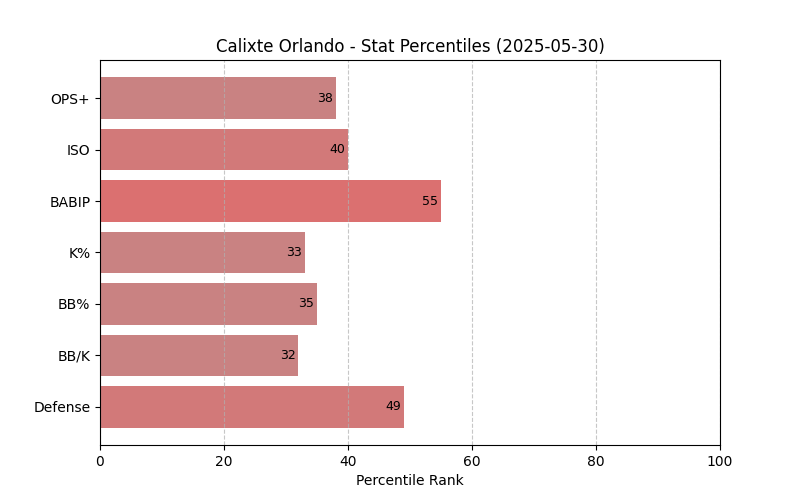 Calixte Orlando - Stat Percentiles (2025-05-30)
OPS+ 38
ISO 40
BABIP 55
K% 33
BB% 35
BB/K 32
Defense 49
0 20 40 60 80 100
Percentile Rank